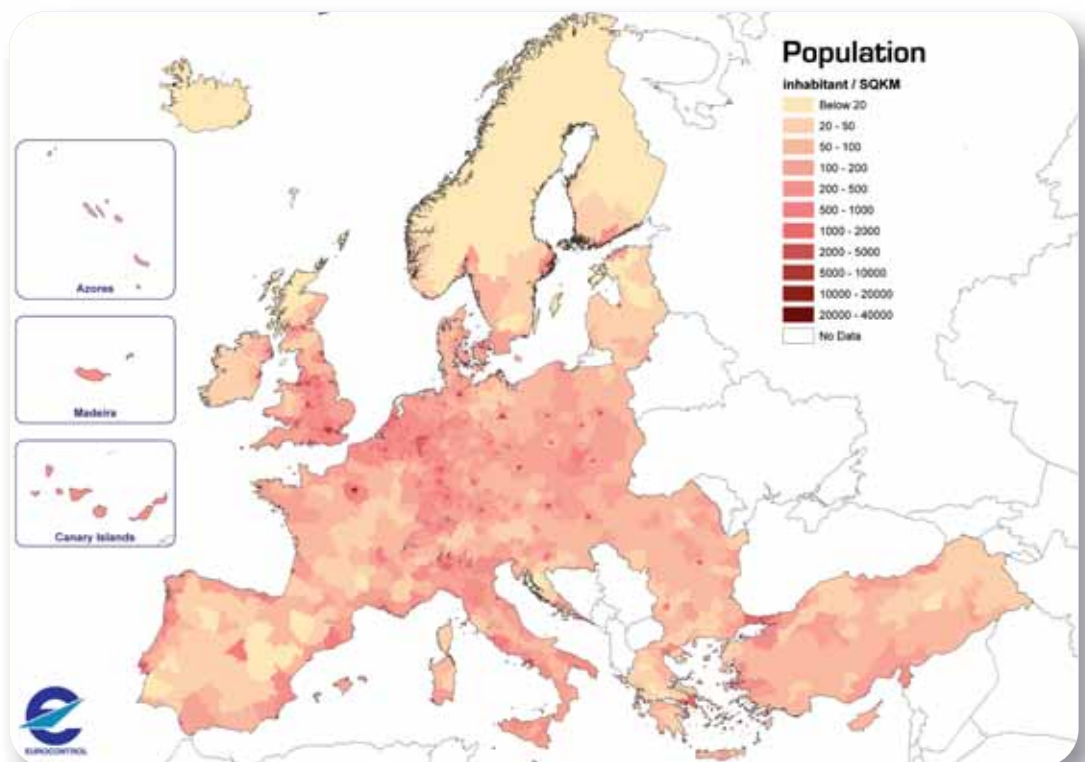 Population
inhabitant / SQKM
Below 20
20 - 50
50 - 100
100 - 200
200 - 500
500 - 1000
1000 - 2000
2000 - 5000
5000 - 10000
10000 - 20000
20000 - 40000
No Data
Azores
Madeira
Canary Islands
EUROCONTROL